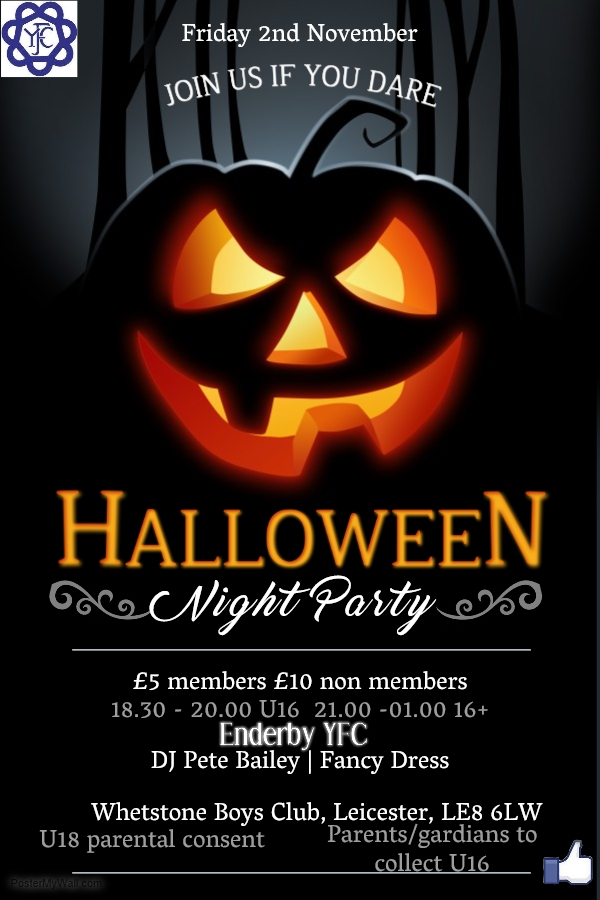 YFC
Friday 2nd November
JOIN US IF YOU DARE
HALLOWEEN
Night Party
£5 members £10 non members
18.30 - 20.00 U16 21.00 -01.00 16+
Enderby YFC
DJ Pete Bailey | Fancy Dress
Whetstone Boys Club, Leicester, LE8 6LW
U18 parental consent
Parents/gardians to
collect U16
PosterMyWall.com